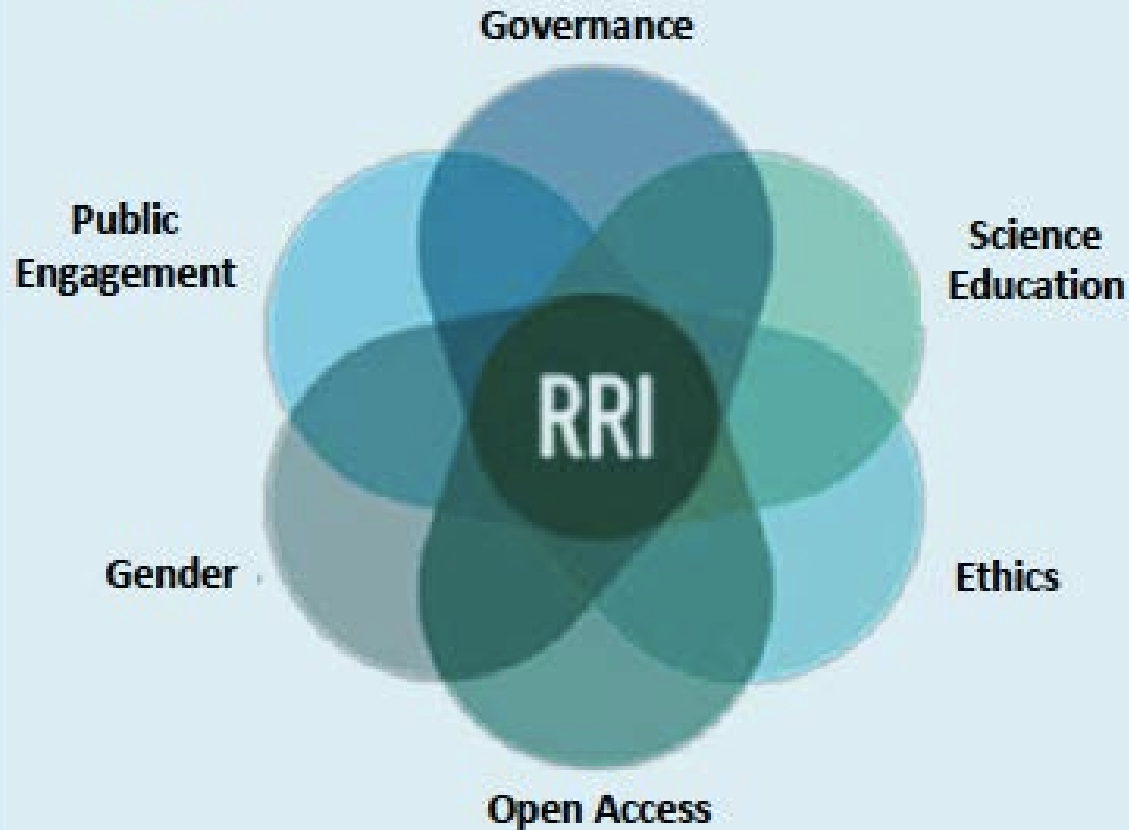 Governance
Public
Engagement
Science
Education
RRI
Gender
Ethics
Open Access